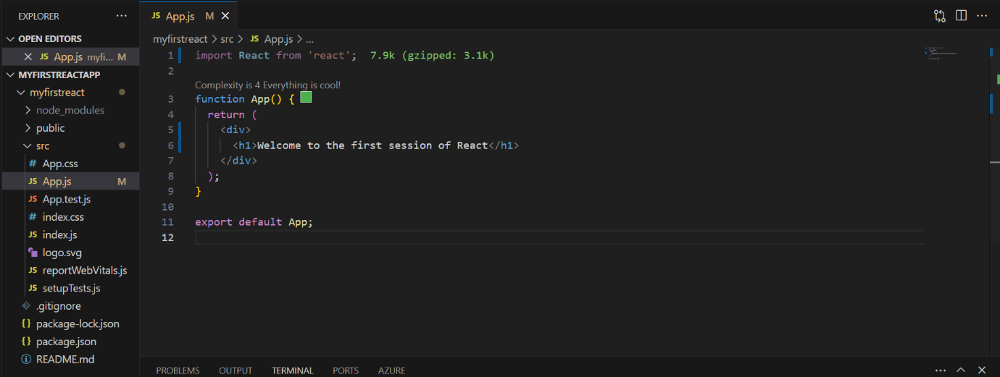 EXPLORER ...
OPEN EDITORS
JS App.js myfi... M
MYFIRSTREACTAPP
myfirstreact
node_modules
public
src
# App.css
JS App.js M
JS App.test.js
# index.css
JS index.js
logo.svg
JS reportWebVitals.js
JS setupTests.js
.gitignore
{} package-lock.json
{} package.json
README.md
JS App.js M
myfirstreact > src > JS App.js > ...
1 import React from 'react'; 7.9k (gzipped: 3.1k)
2
Complexity is 4 Everything is cool!
3 function App() {
4 return (
5 <div>
6 <h1>Welcome to the first session of React</h1>
7 </div>
8 );
9 }
10
11 export default App;
12
PROBLEMS OUTPUT TERMINAL PORTS AZURE